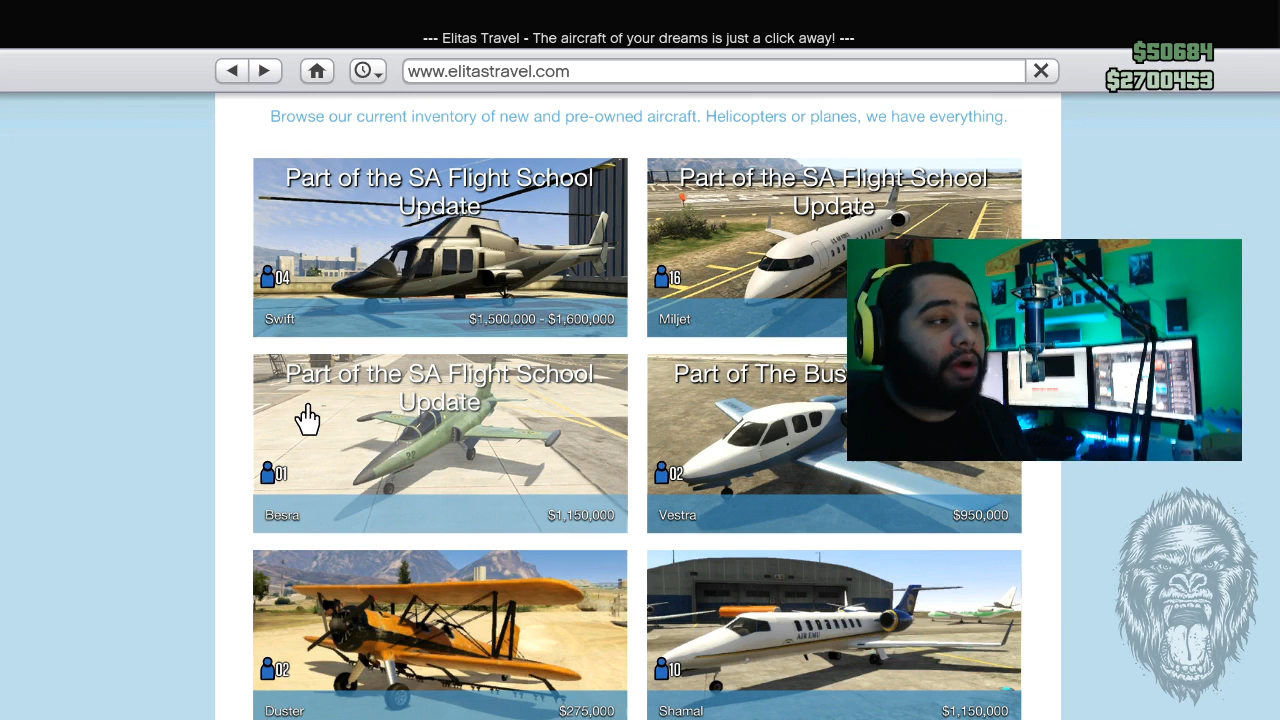 --- Elitas Travel - The aircraft of your dreams is just a click away! ---
$50684
www.elitastravel.com
$2700453
Browse our current inventory of new and pre-owned aircraft. Helicopters or planes, we have everything.
Part of the SA Flight School
Update
04
Swift $1,500,000 - $1,600,000
Part of the SA Flight School
Update
16
Miljet
Part of the SA Flight School
Update
01
Besra $1,150,000
Part of The Bus
02
Vestra $950,000
02
Duster $275,000
AIR EMU
10
Shamal $1,150,000